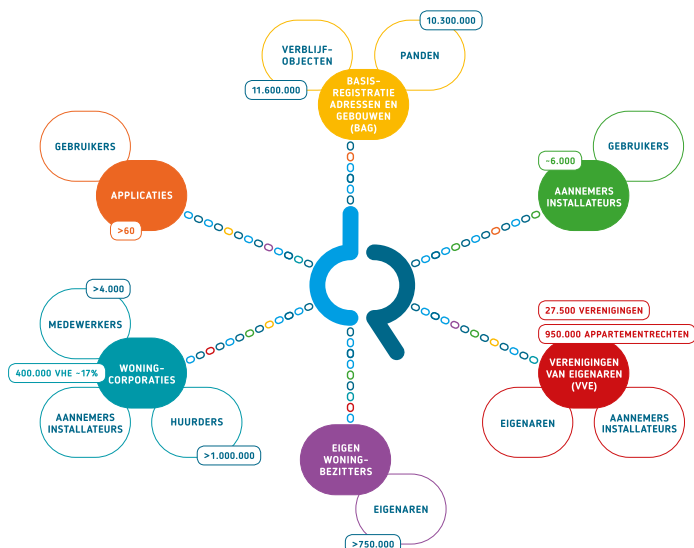 10.300.000
VERBLIJF-
OBJECTEN
PANDEN
11.600.000
BASIS-
REGISTRATIE
ADRESSEN EN
GEBOUWEN
(BAG)
GEBRUIKERS
APPLICATIES
>60
GEBRUIKERS
~6.000
AANNEMERS
INSTALLATEURS
>4.000
MEDEWERKERS
400.000 VHE ~17%
WONING-
CORPORATIES
AANNEMERS
INSTALLATEURS
HUURDERS
>1.000.000
27.500 VERENIGINGEN
950.000 APPARTEMENTRECHTEN
VERENIGINGEN
VAN EIGENAREN
(VVE)
EIGENAREN
AANNEMERS
INSTALLATEURS
EIGEN
WONING-
BEZITTERS
EIGENAREN
>750.000